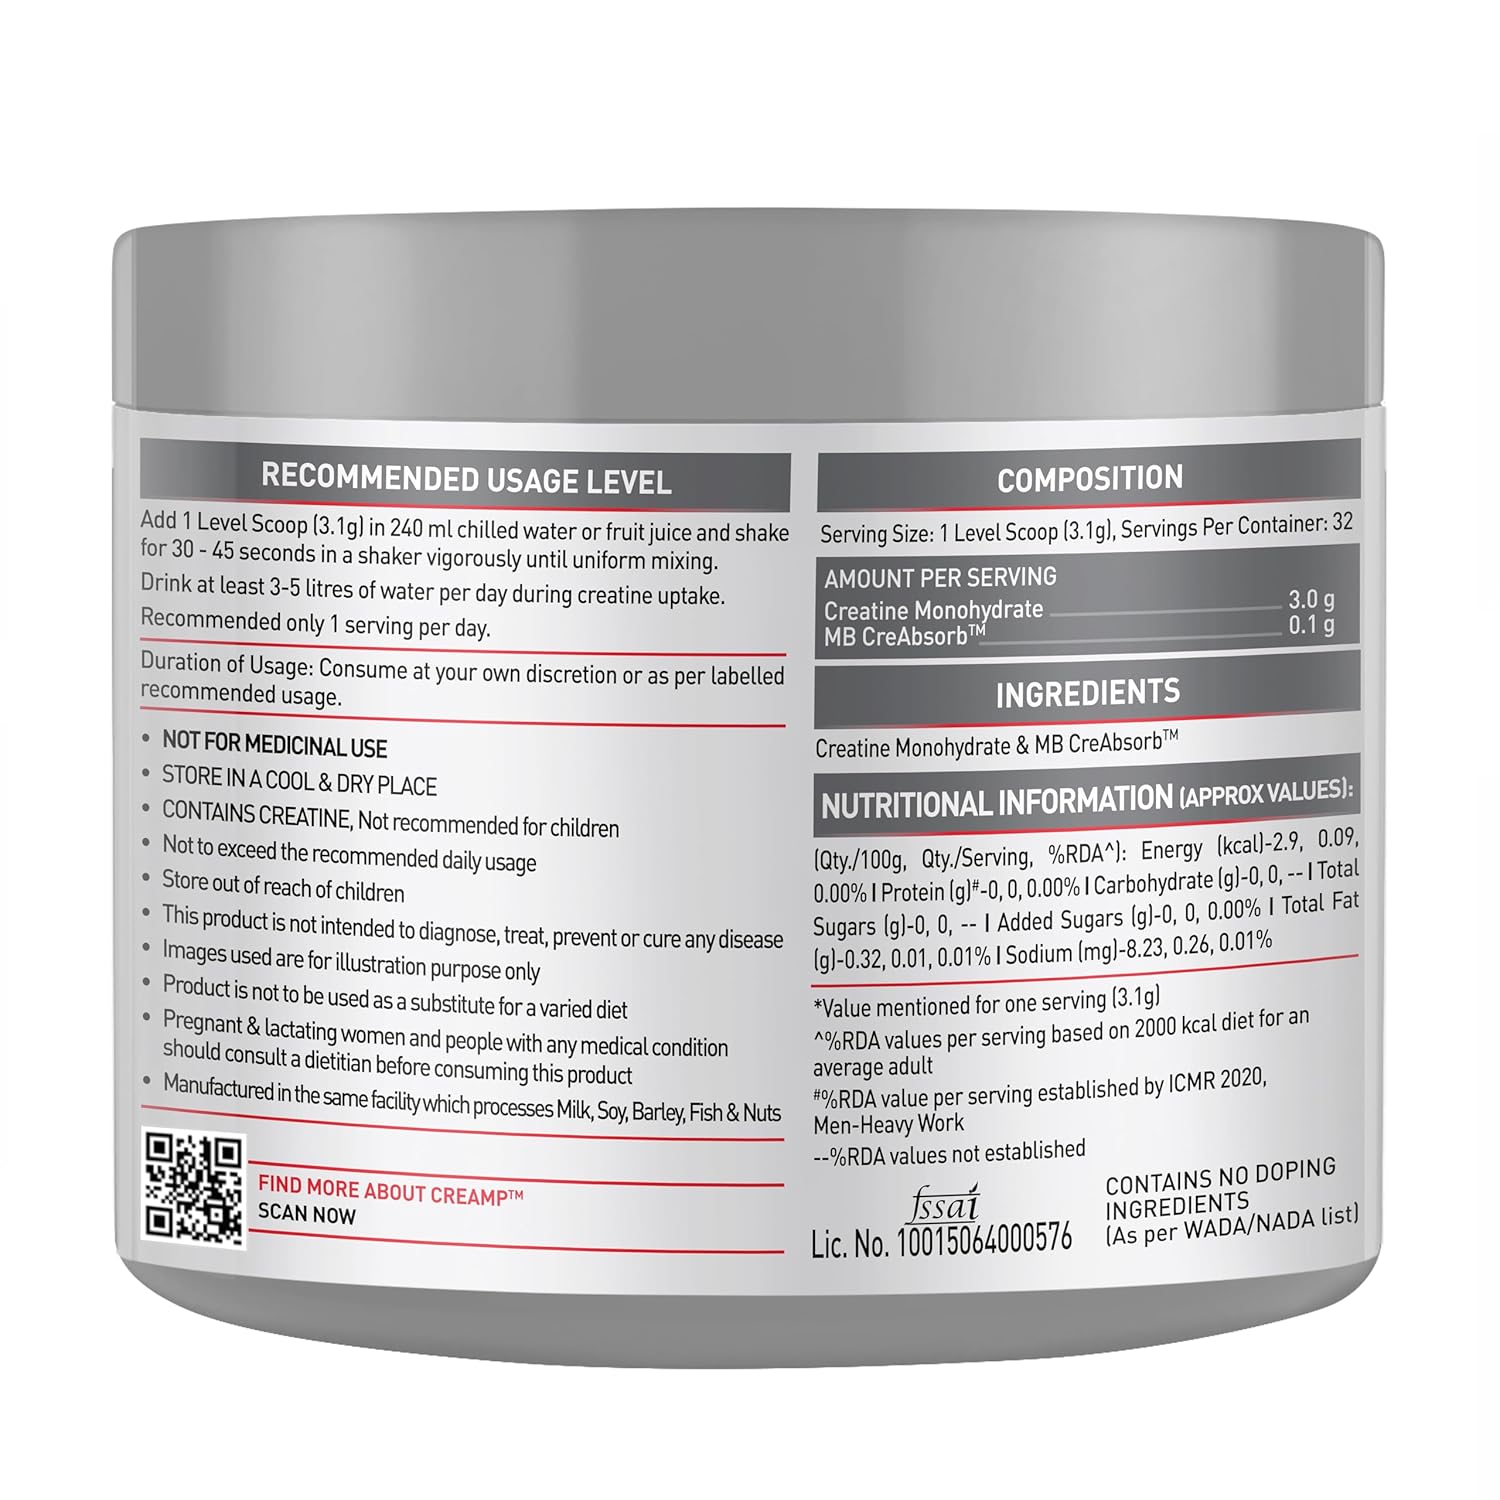 RECOMMENDED USAGE LEVEL
Add 1 Level Scoop (3.1g) in 240 ml chilled water or fruit juice and shake
for 30 - 45 seconds in a shaker vigorously until uniform mixing.
Drink at least 3-5 litres of water per day during creatine uptake.
Recommended only 1 serving per day.
Duration of Usage: Consume at your own discretion or as per labelled
recommended usage.
• NOT FOR MEDICINAL USE
• STORE IN A COOL & DRY PLACE
• CONTAINS CREATINE, Not recommended for children
• Not to exceed the recommended daily usage
• Store out of reach of children
• This product is not intended to diagnose, treat, prevent or cure any disease
• Images used are for illustration purpose only
• Product is not to be used as a substitute for a varied diet
• Pregnant & lactating women and people with any medical condition
should consult a dietitian before consuming this product
• Manufactured in the same facility which processes Milk, Soy, Barley, Fish & Nuts
FIND MORE ABOUT CREAMP™
SCAN NOW
COMPOSITION
Serving Size: 1 Level Scoop (3.1g), Servings Per Container: 32
AMOUNT PER SERVING
Creatine Monohydrate 3.0 g
MB CreAbsorb™ 0.1 g
INGREDIENTS
Creatine Monohydrate & MB CreAbsorb™
NUTRITIONAL INFORMATION (APPROX VALUES):
(Qty./100g, Qty./Serving, %RDA^): Energy (kcal)-2.9, 0.09,
0.00% I Protein (g)#-0, 0, 0.00% I Carbohydrate (g)-0, 0, -- I Total
Sugars (g)-0, 0, -- I Added Sugars (g)-0, 0, 0.00% I Total Fat
(g)-0.32, 0.01, 0.01% I Sodium (mg)-8.23, 0.26, 0.01%
*Value mentioned for one serving (3.1g)
^%RDA values per serving based on 2000 kcal diet for an
average adult
#%RDA value per serving established by ICMR 2020,
Men-Heavy Work
--%RDA values not established
fssai
Lic. No. 10015064000576
CONTAINS NO DOPING
INGREDIENTS
(As per WADA/NADA list)